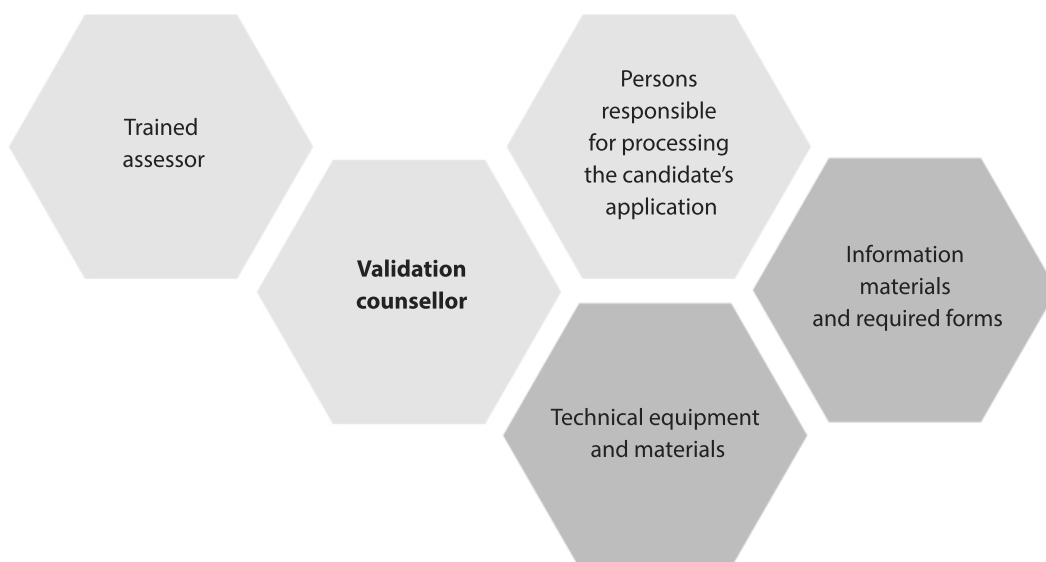 Trained
assessor
Validation
counsellor
Persons
responsible
for processing
the candidate’s
application
Technical equipment
and materials
Information
materials
and required forms